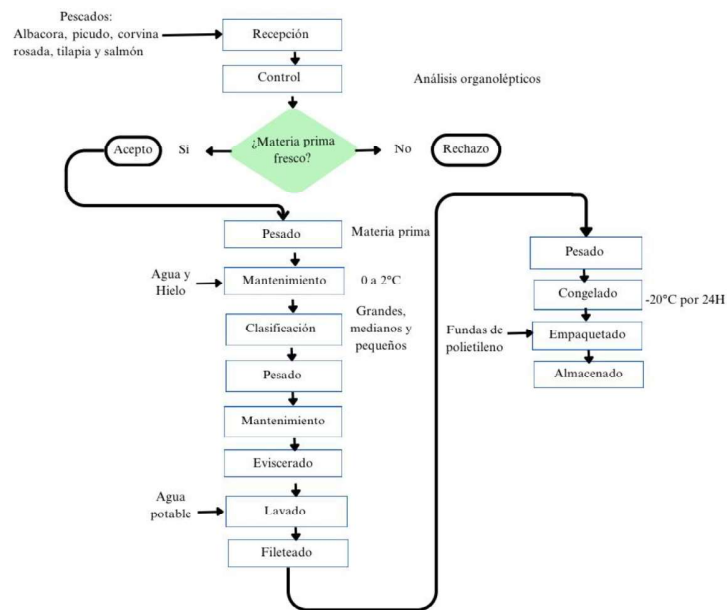 Pescados:
Albacora, picudo, corvina
rosada, tilapia y salmón
Recepción
Control
Análisis organolépticos
¿Materia prima
fresco?
Acepto
Si
No
Rechazo
Pesado
Materia prima
Agua y
Hielo
Mantenimiento
0 a 2°C
Clasificación
Grandes,
medianos y
pequeños
Pesado
Mantenimiento
Eviscerado
Agua
potable
Lavado
Fileteado
Pesado
Congelado
-20°C por 24H
Fundas de
polietileno
Empaquetado
Almacenado